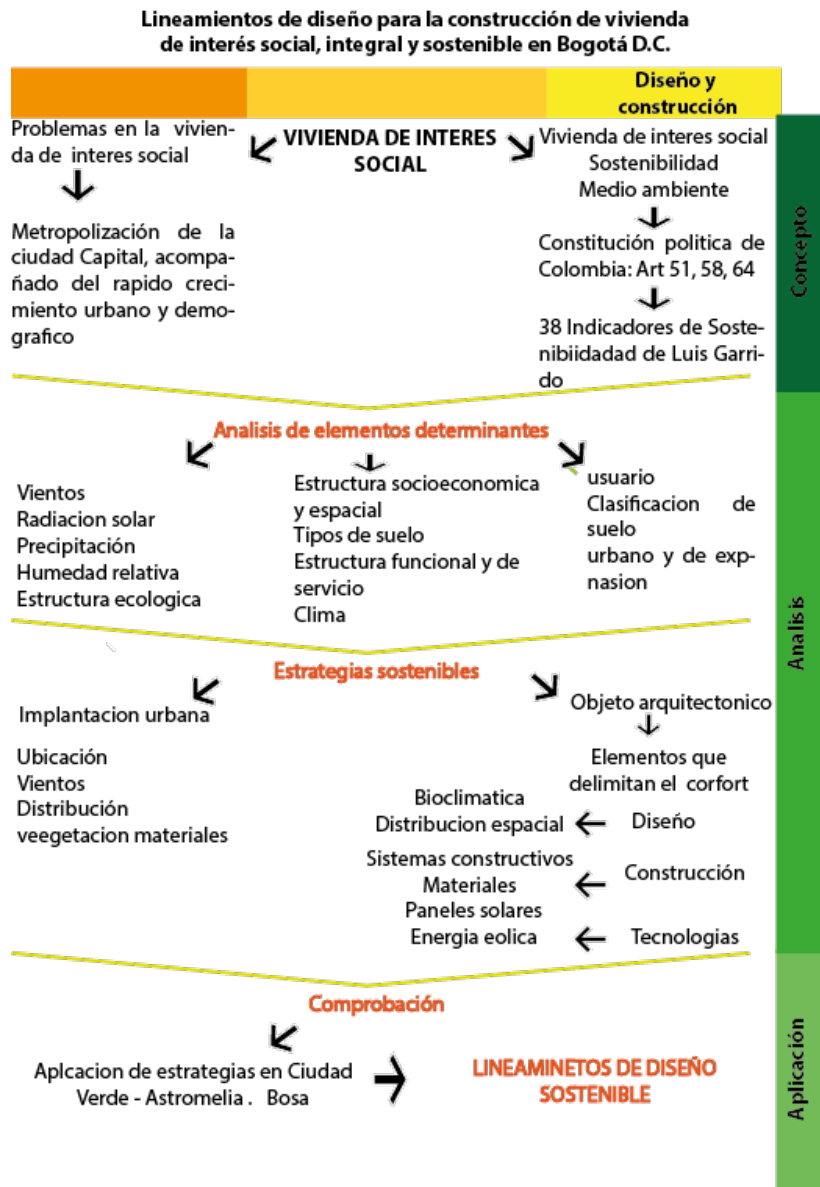 Lineamientos de diseño para la construcción de vivienda
de interés social, integral y sostenible en Bogotá D.C.
Diseño y
construcción
Problemas en la vivien-
da de interes social
VIVIENDA DE INTERES
SOCIAL
Vivienda de interes social
Sostenibilidad
Medio ambiente
Metropolización de la
ciudad Capital, acompa-
ñado del rapido creci-
miento urbano y demo-
grafico
Constitución politica de
Colombia: Art 51, 58, 64
38 Indicadores de Soste-
nibiidadad de Luis Garri-
do
Concepto
Analisis de elementos determinantes
Vientos
Radiacion solar
Precipitación
Humedad relativa
Estructura ecologica
Estructura socioeconomica
y espacial
Tipos de suelo
Estructura funcional y de
servicio
Clima
usuario
Clasificacion de
suelo
urbano y de exp-
nasion
Estrategias sostenibles
Implantacion urbana
Ubicación
Vientos
Distribución
veegetacion materiales
Objeto arquitectonico
Elementos que
delimitan el corfort
Bioclimatica
Distribucion espacial
Diseño
Sistemas constructivos
Materiales
Construcción
Paneles solares
Energia eolica
Tecnologias
Analisis
Comprobación
Aplcacion de estrategias en Ciudad
Verde - Astromelia . Bosa
LINEAMINETOS DE DISEÑO
SOSTENIBLE
Aplicación